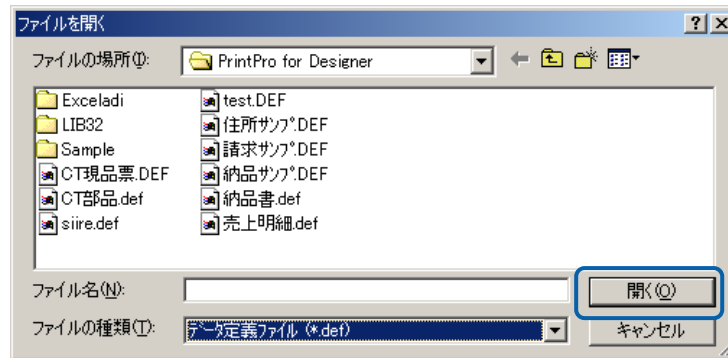 ファイルを開く
ファイルの場所(I):
PrintPro for Designer
Exceladi
LIB32
Sample
CT現品票.DEF
CT部品.def
siire.def
test.DEF
住所サンプ.DEF
請求サンプ.DEF
納品サンプ.DEF
納品書.def
売上明細.def
ファイル名(N):
開く(O)
ファイルの種類(T):
データ定義ファイル (*.def)
キャンセル